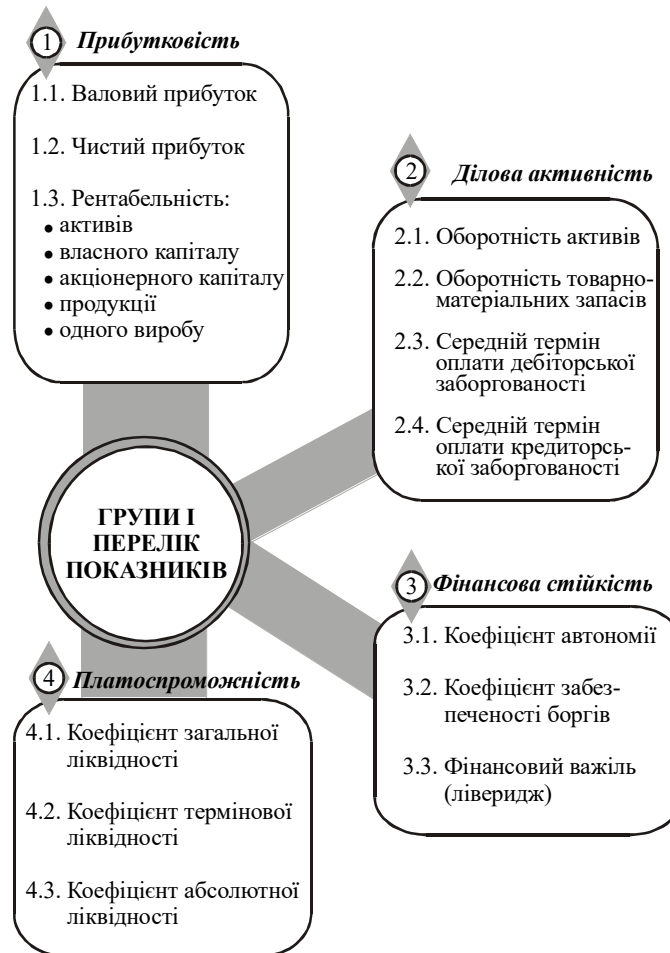 1 Прибутковість
1.1. Валовий прибуток
1.2. Чистий прибуток
1.3. Рентабельність:
• активів
• власного капіталу
• акціонерного капіталу
• продукції
• одного виробу
2 Ділова активність
2.1. Оборотність активів
2.2. Оборотність товарно-
матеріальних запасів
2.3. Середній термін
оплати дебіторської
заборгованості
2.4. Середній термін
оплати кредиторсь-
кої заборгованості
ГРУПИ І
ПЕРЕЛІК
ПОКАЗНИКІВ
3 Фінансова стійкість
3.1. Коефіцієнт автономії
3.2. Коефіцієнт забез-
печеності боргів
3.3. Фінансовий важіль
(ліверидж)
4 Платоспроможність
4.1. Коефіцієнт загальної
ліквідності
4.2. Коефіцієнт термінової
ліквідності
4.3. Коефіцієнт абсолютної
ліквідності